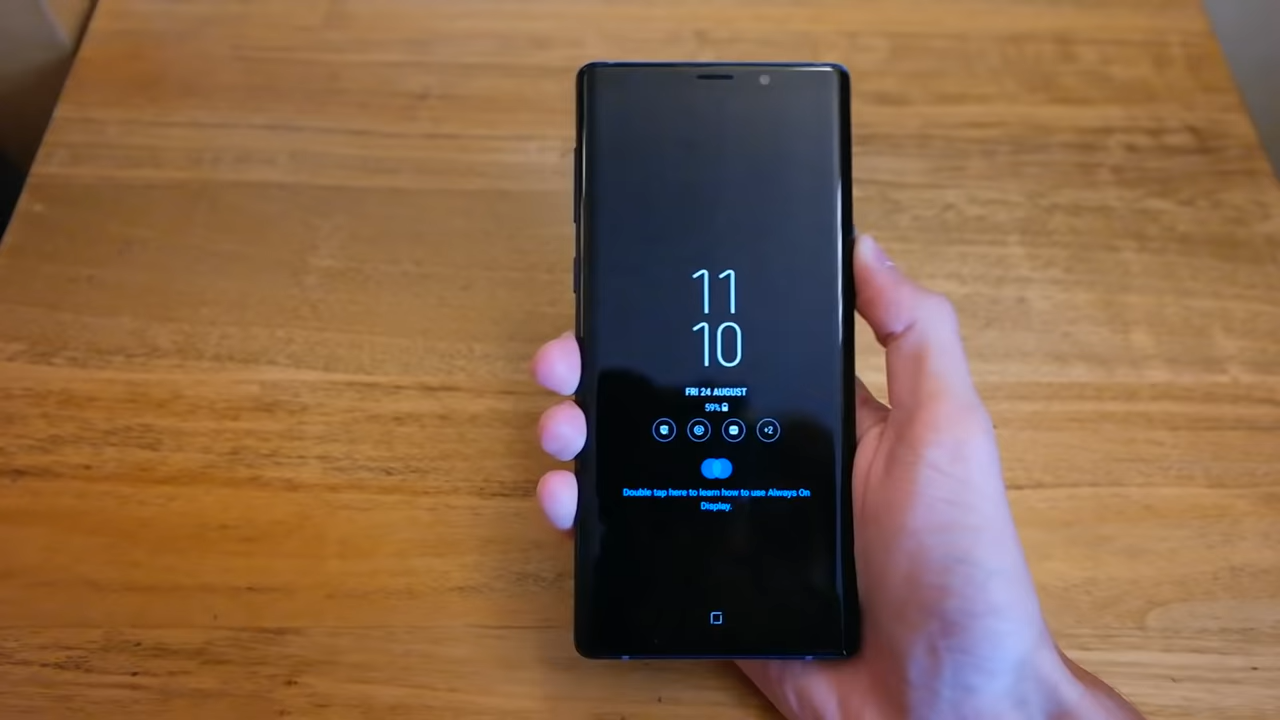 11
10
FRI 24 AUGUST
59%
+2
Double tap here to learn how to use Always On
Display.